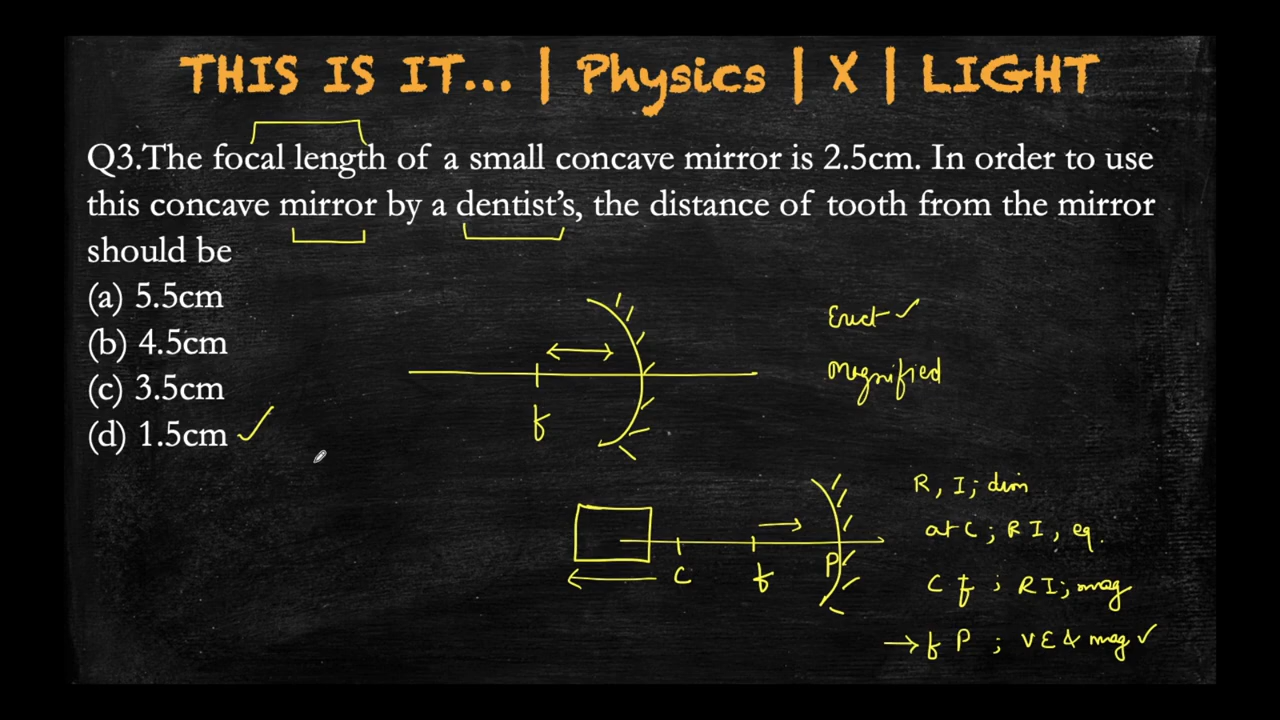 THIS IS IT... | Physics | X | LIGHT
Q3.The focal length of a small concave mirror is 2.5cm. In order to use
this concave mirror by a dentist's, the distance of tooth from the mirror
should be
(a) 5.5cm
(b) 4.5cm
(c) 3.5cm
(d) 1.5cm ✓
Erect ✓
magnified
f
R, I; dim
at C; R I, eq.
C f P
C f ; R I; mag
→ f P ; V E & mag ✓